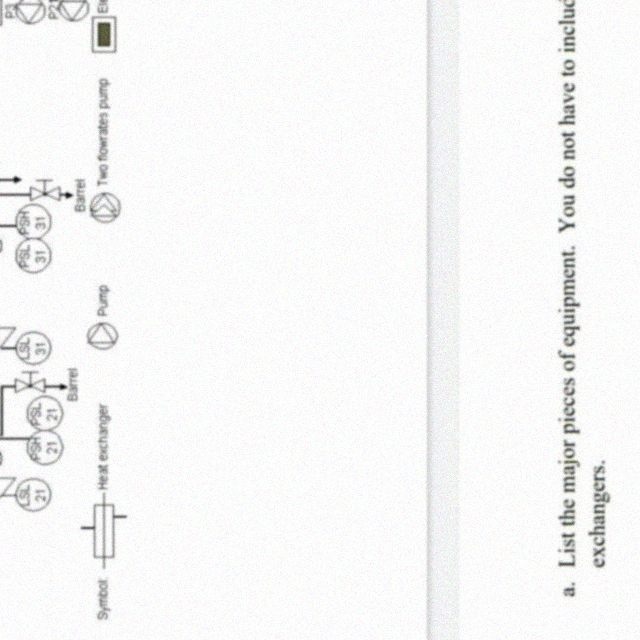 PSH 31
PSL 31
LSL 31
PSL 21
PSH 21
LSL 21
Barrel
Barrel
Symbol:
Heat exchanger
Pump
Two flowrates pump
a. List the major pieces of equipment. You do not have to
exchangers.